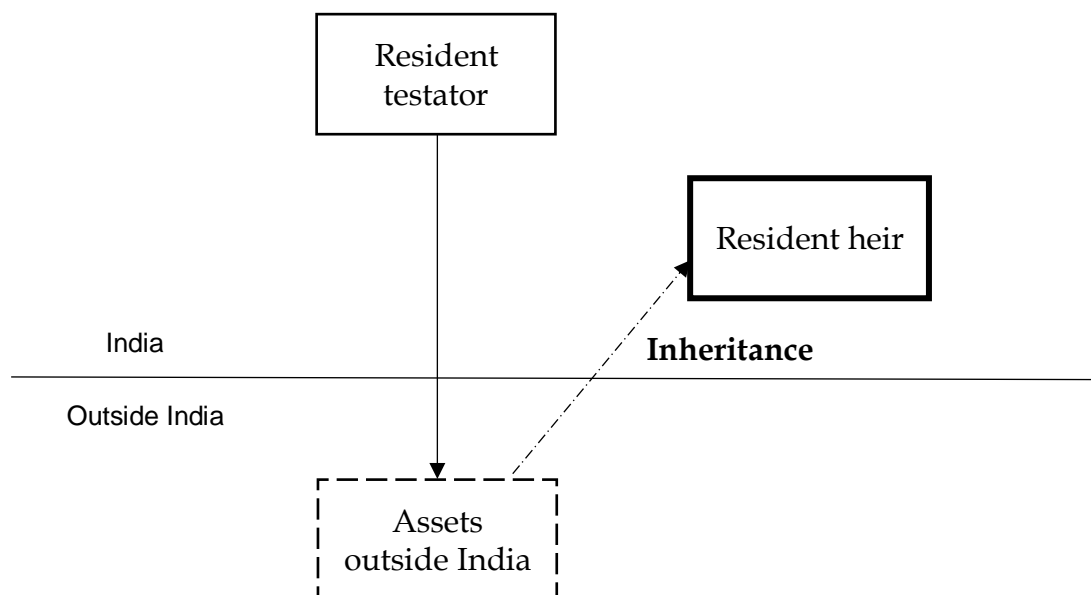 Resident
testator
Resident heir
India
Inheritance
Outside India
Assets
outside India